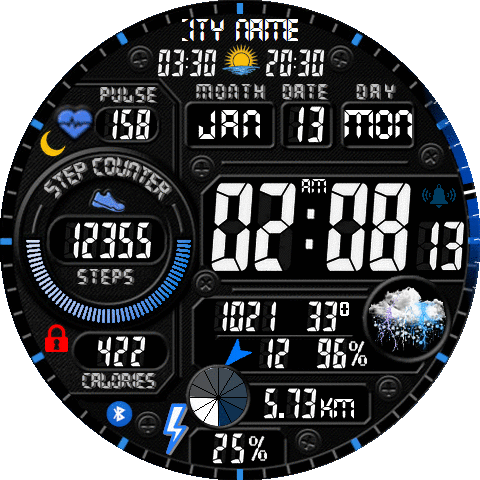 ITY NAME
03:30 20:30
PULSE
158
MONTH DATE DAY
JAN 13 MON
STEP COUNTER
12355
STEPS
AM
02:08 13
1021 33°
12 96%
422
CALORIES
5.73KM
25%